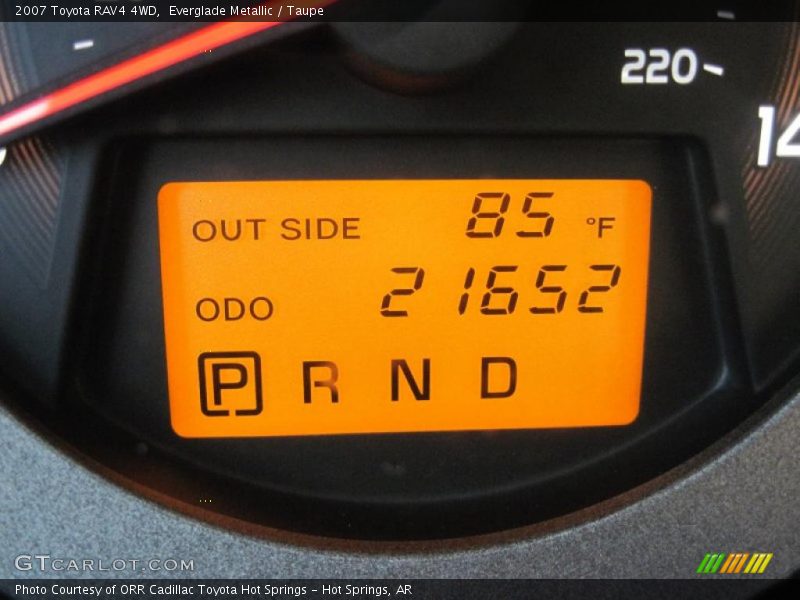 2007 Toyota RAV4 4WD, Everglade Metallic / Taupe
220
14
OUT SIDE 85 °F
ODO 21652
P R N D
GTCARLOT.COM
Photo Courtesy of ORR Cadillac Toyota Hot Springs - Hot Springs, AR